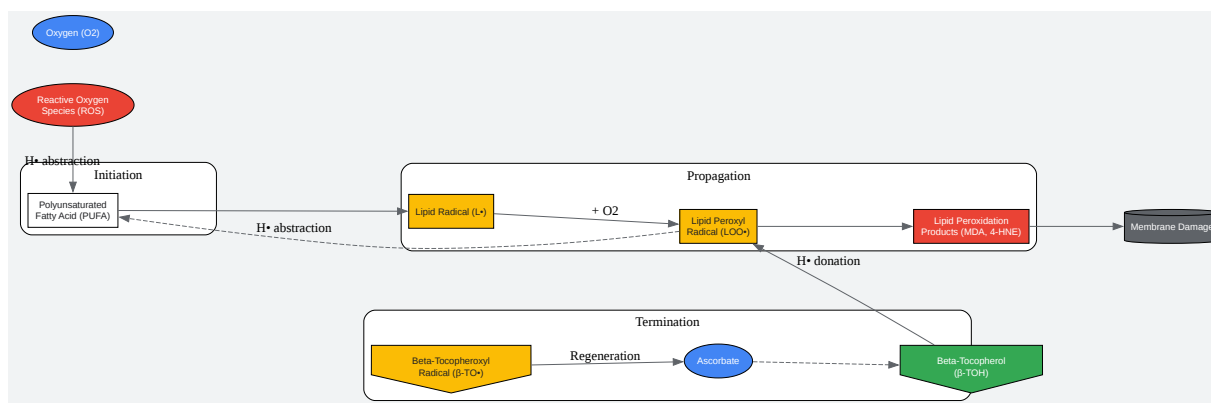 Oxygen (O2)
Reactive Oxygen
Species (ROS)
H• abstraction
Initiation
Polyunsaturated
Fatty Acid (PUFA)
Propagation
Lipid Radical (L•)
+ O2
Lipid Peroxyl
Radical (LOO•)
Lipid Peroxidation
Products (MDA, 4-HNE)
Membrane Damage
H• abstraction
H• donation
Termination
Beta-Tocopheroxyl
Radical (β-TO•)
Regeneration
Ascorbate
Beta-Tocopherol
(β-TOH)